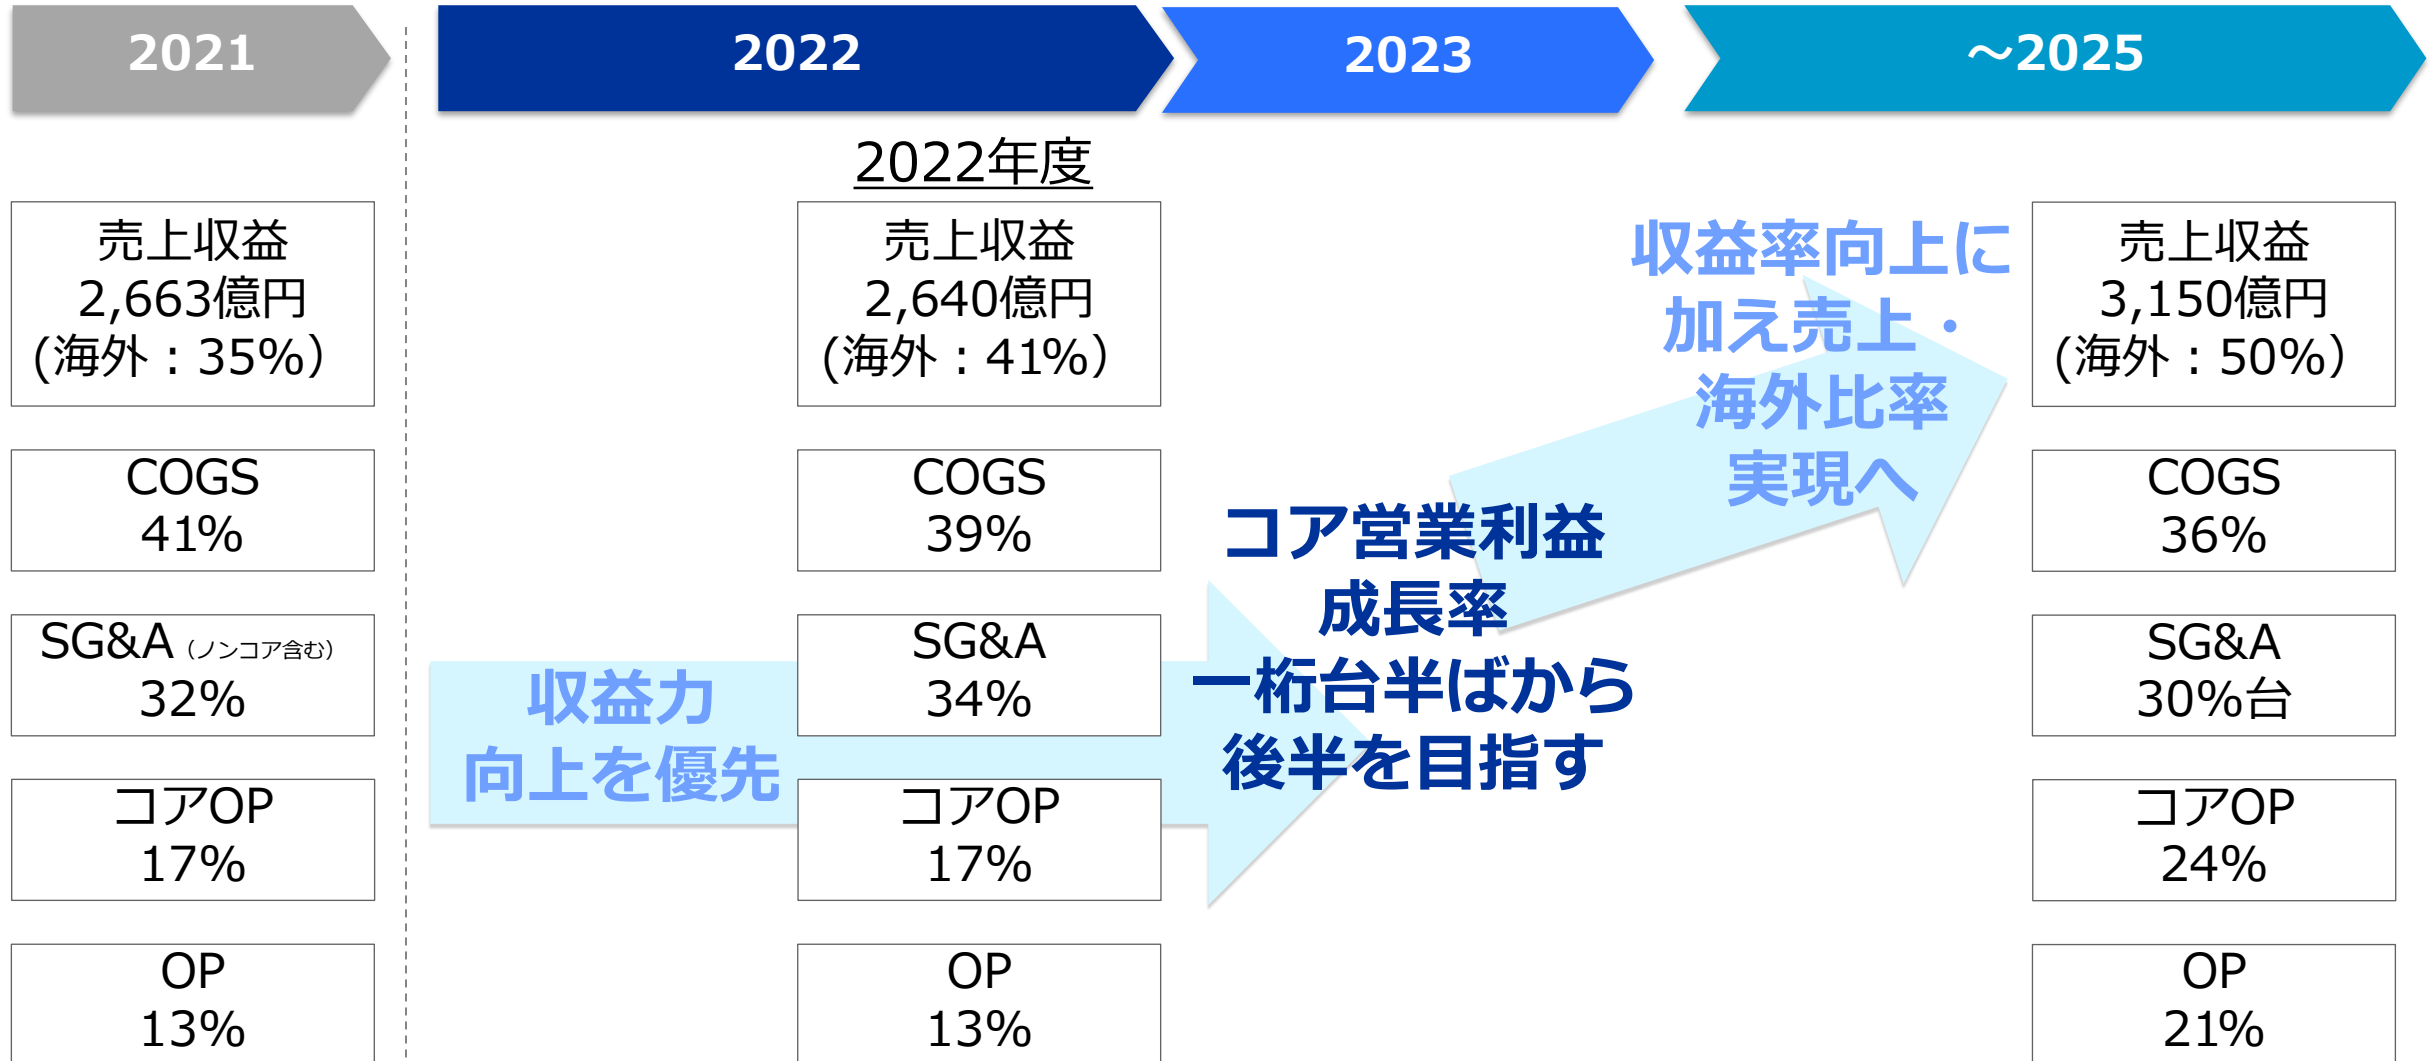 2021
2022
2023
～2025
2022年度
売上収益
2,663億円
(海外：35%）
COGS
41%
SG&A（ノンコア含む）
32%
コアOP
17%
OP
13%
収益力
向上を優先
売上収益
2,640億円
(海外：41%）
COGS
39%
SG&A
34%
コアOP
17%
OP
13%
コア営業利益
成長率
一桁台半ばから
後半を目指す
収益率向上に
加え売上・
海外比率
実現へ
売上収益
3,150億円
(海外：50%）
COGS
36%
SG&A
30%台
コアOP
24%
OP
21%